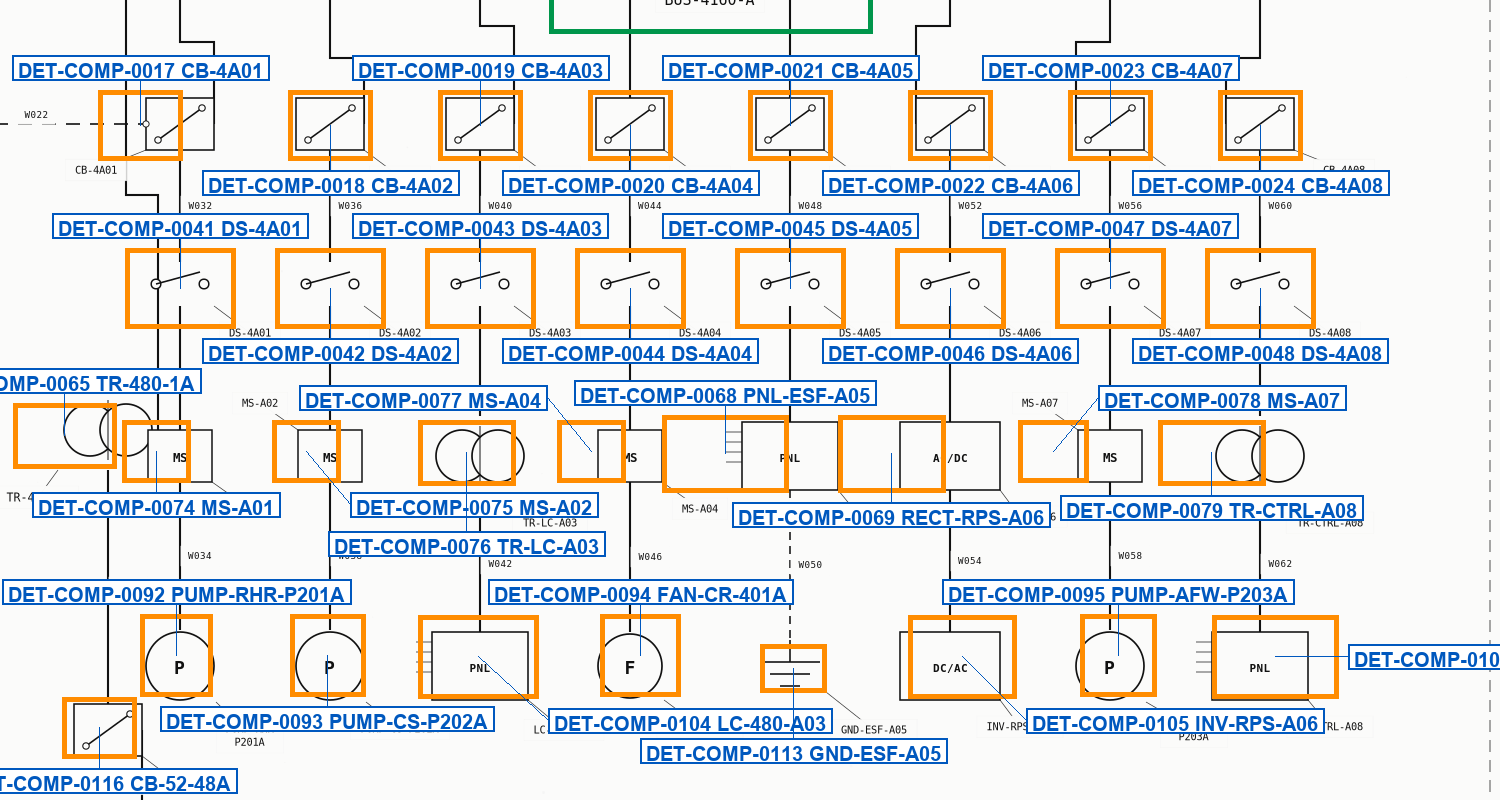 BUS-4160-A
DET-COMP-0017 CB-4A01
DET-COMP-0019 CB-4A03
DET-COMP-0021 CB-4A05
DET-COMP-0023 CB-4A07
W022
CB-4A01
CB-4A08
DET-COMP-0018 CB-4A02
DET-COMP-0020 CB-4A04
DET-COMP-0022 CB-4A06
DET-COMP-0024 CB-4A08
W032
W036
W040
W044
W048
W052
W056
W060
DET-COMP-0041 DS-4A01
DET-COMP-0043 DS-4A03
DET-COMP-0045 DS-4A05
DET-COMP-0047 DS-4A07
DS-4A01
DS-4A02
DS-4A03
DS-4A04
DS-4A05
DS-4A06
DS-4A07
DS-4A08
DET-COMP-0042 DS-4A02
DET-COMP-0044 DS-4A04
DET-COMP-0046 DS-4A06
DET-COMP-0048 DS-4A08
OMP-0065 TR-480-1A
DET-COMP-0068 PNL-ESF-A05
MS-A02
DET-COMP-0077 MS-A04
MS-A07
DET-COMP-0078 MS-A07
MS
MS
MS
PNL
AC/DC
MS
TR-4
DET-COMP-0074 MS-A01
DET-COMP-0075 MS-A02
MS-A04
DET-COMP-0069 RECT-RPS-A06
6
DET-COMP-0079 TR-CTRL-A08
TR-LC-A03
TR-CTRL-A08
DET-COMP-0076 TR-LC-A03
W034
W042
W046
W050
W054
W058
W062
DET-COMP-0092 PUMP-RHR-P201A
DET-COMP-0094 FAN-CR-401A
DET-COMP-0095 PUMP-AFW-P203A
P
P
PNL
F
DC/AC
P
PNL
DET-COMP-010
DET-COMP-0093 PUMP-CS-P202A
LC
DET-COMP-0104 LC-480-A03
GND-ESF-A05
INV-RPS
DET-COMP-0105 INV-RPS-A06
TRL-A08
P201A
P203A
DET-COMP-0113 GND-ESF-A05
T-COMP-0116 CB-52-48A